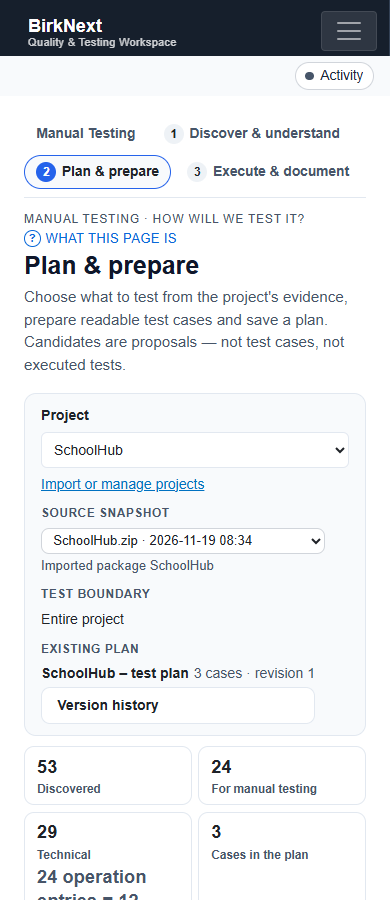 BirkNext
Quality & Testing Workspace
Activity
Manual Testing
1 Discover & understand
2 Plan & prepare
3 Execute & document
MANUAL TESTING · HOW WILL WE TEST IT?
? WHAT THIS PAGE IS
Plan & prepare
Choose what to test from the project's evidence,
prepare readable test cases and save a plan.
Candidates are proposals — not test cases, not
executed tests.
Project
SchoolHub
Import or manage projects
SOURCE SNAPSHOT
SchoolHub.zip · 2026-11-19 08:34
Imported package SchoolHub
TEST BOUNDARY
Entire project
EXISTING PLAN
SchoolHub – test plan 3 cases · revision 1
Version history
53
Discovered
24
For manual testing
29
Technical
24 operation
entries = 12
3
Cases in the plan